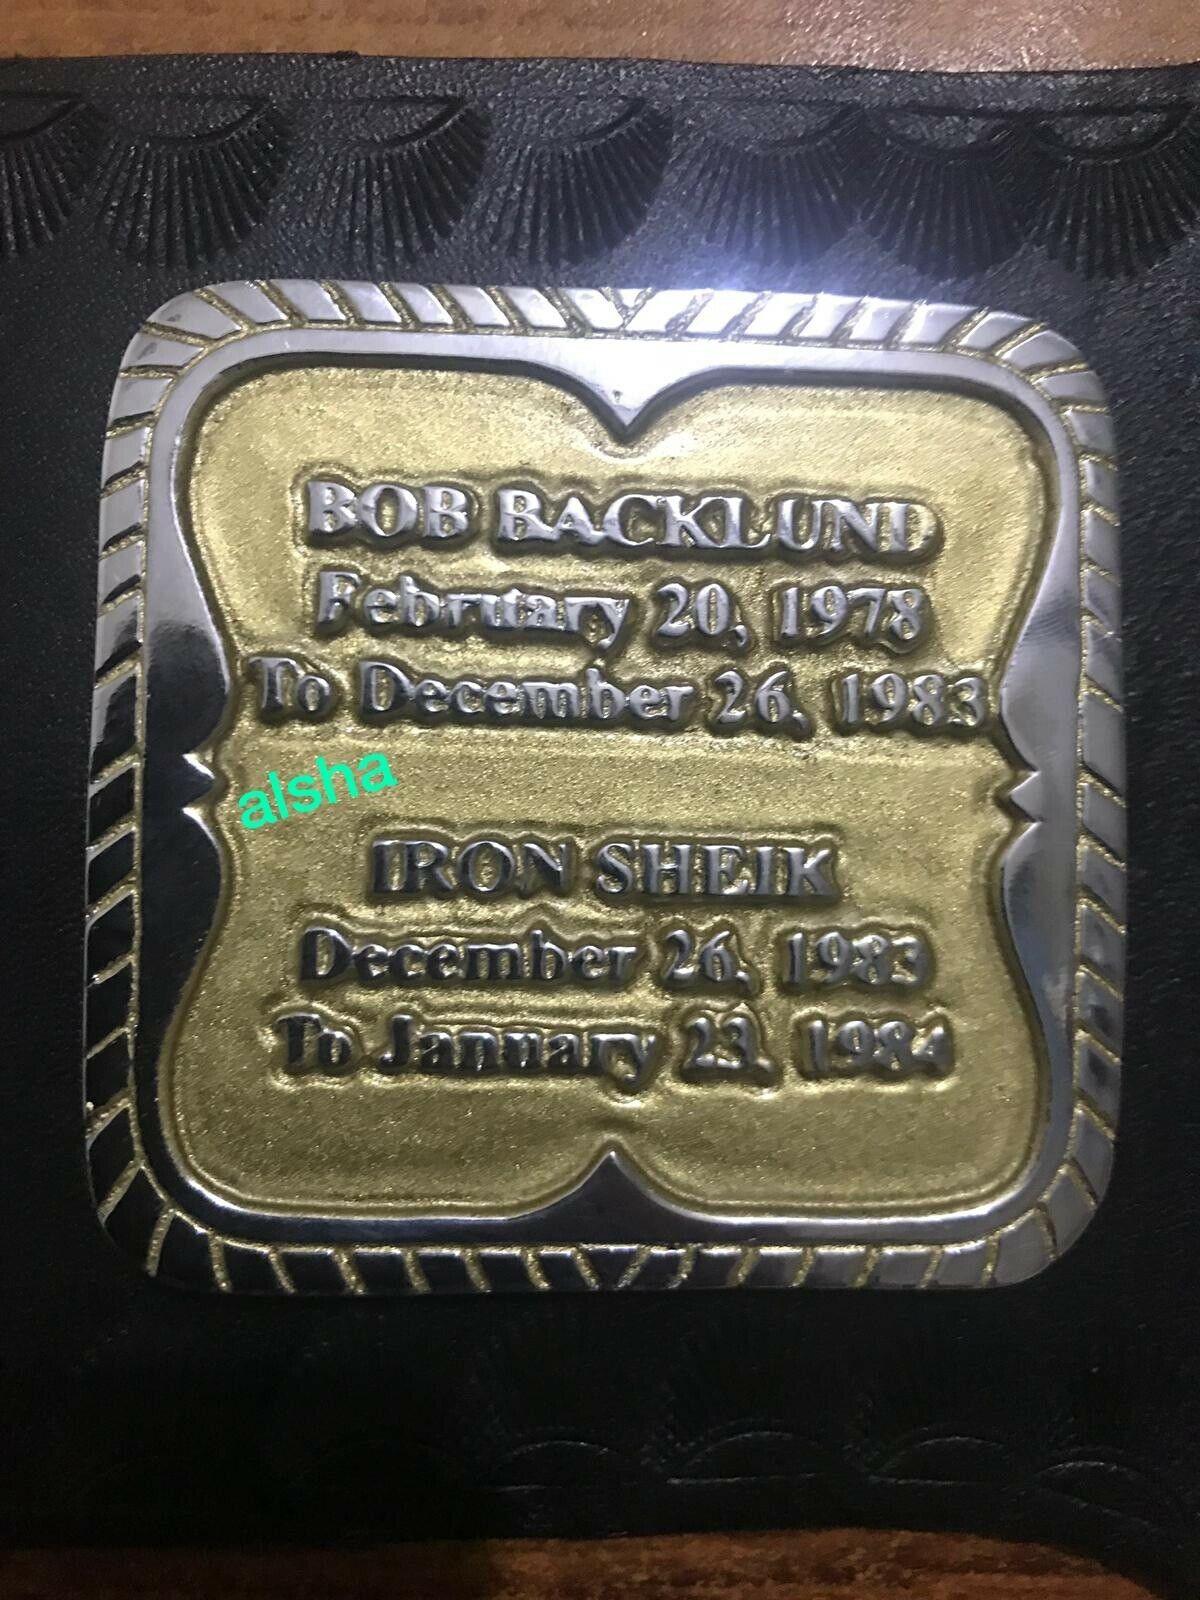 BOB BACKLUND
February 20, 1978
To December 26, 1983
alsha
IRON SHEIK
December 26, 1983
To January 23, 1984